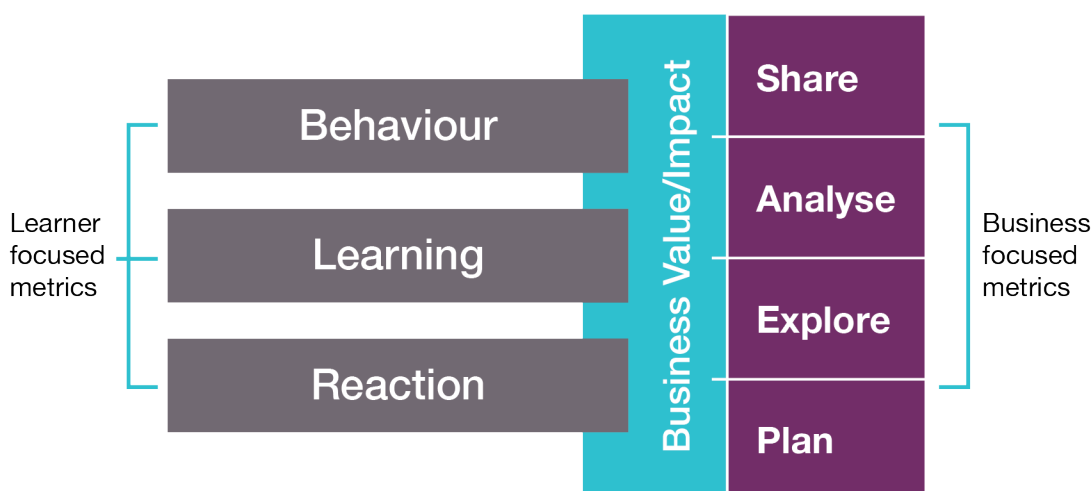 Learner
focused
metrics
Behaviour
Learning
Reaction
Business Value/Impact
Share
Analyse
Explore
Plan
Business
focused
metrics